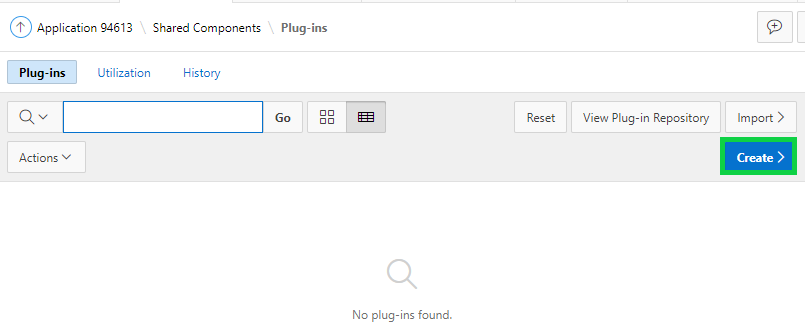 Application 94613 \ Shared Components \ Plug-ins
Plug-ins Utilization History
Go Reset View Plug-in Repository Import >
Actions Create >
No plug-ins found.